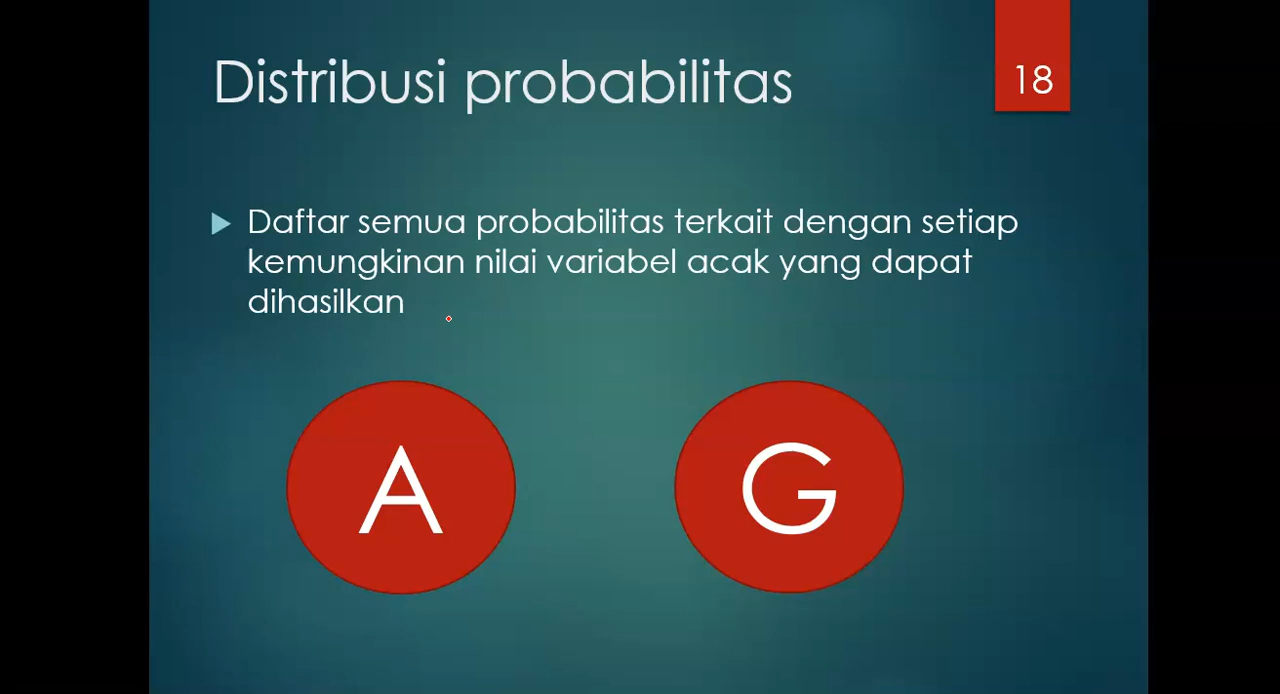 Distribusi probabilitas
18
Daftar semua probabilitas terkait dengan setiap
kemungkinan nilai variabel acak yang dapat
dihasilkan
A
G